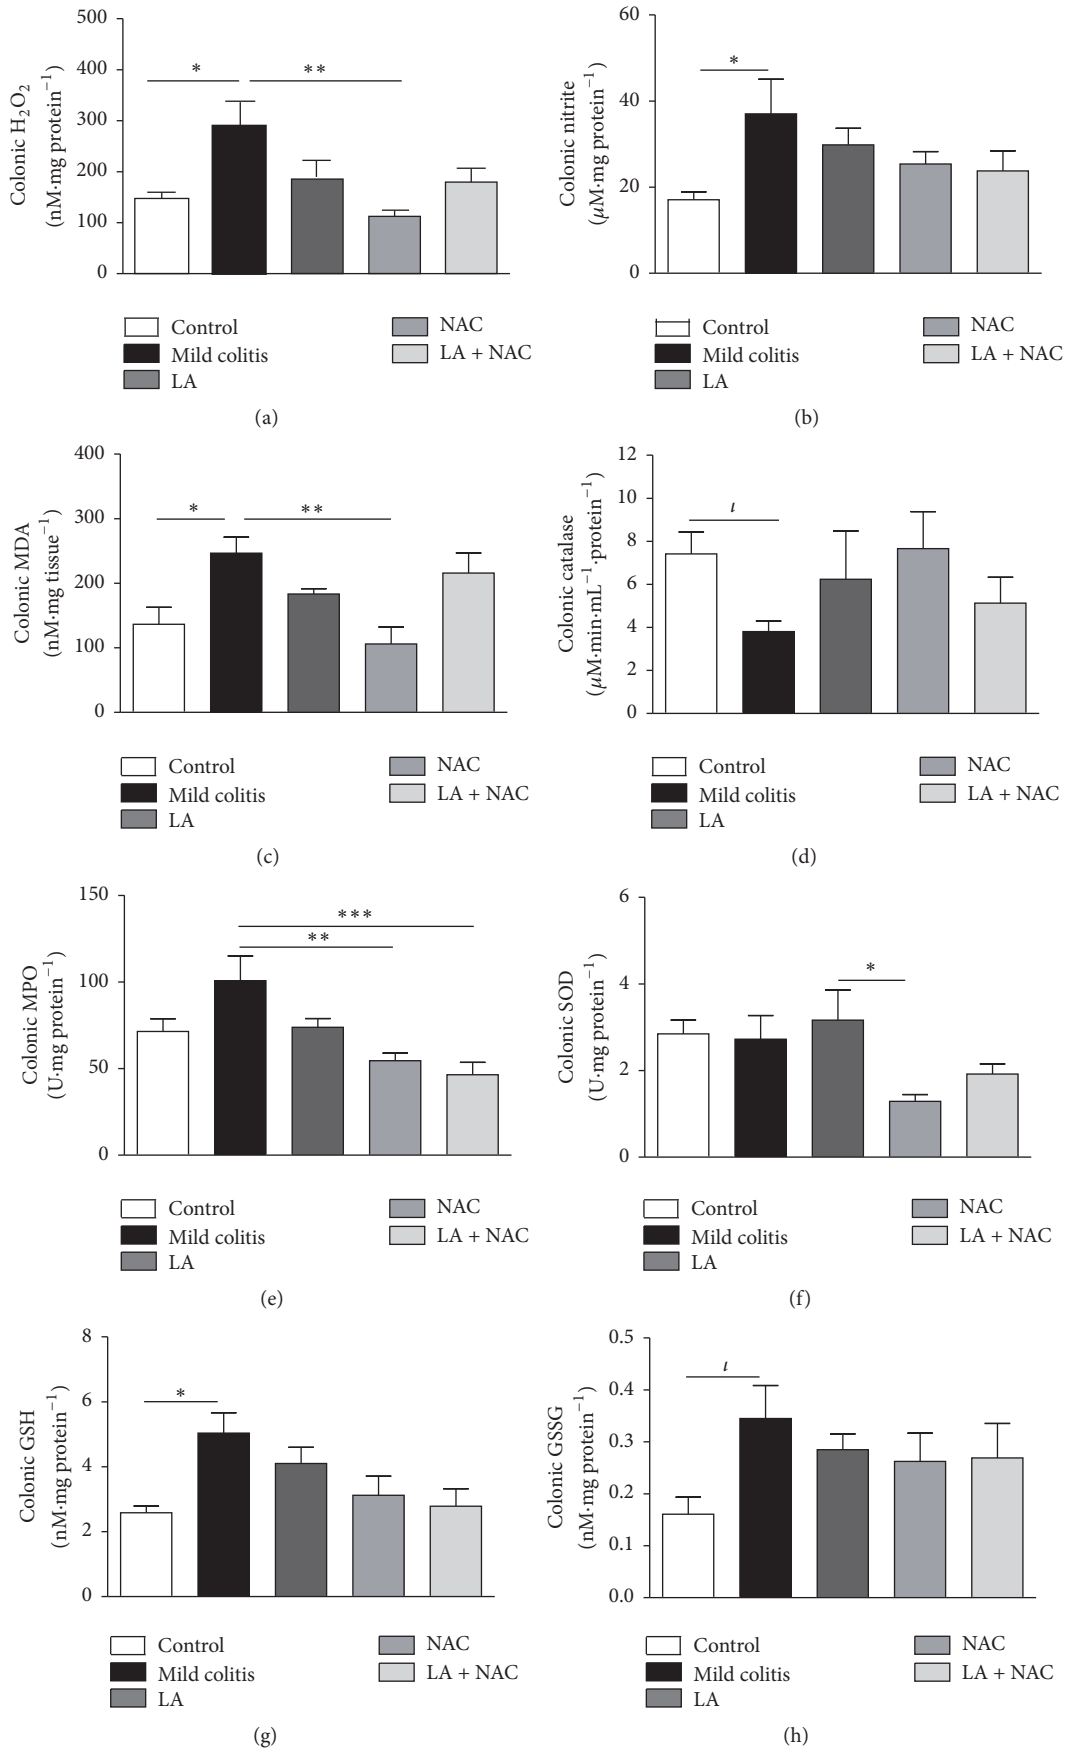 500
400
300
200
100
0
Colonic H₂O₂
(nM·mg protein⁻¹)
*
**
Control
Mild colitis
LA
NAC
LA + NAC
(a)
60
40
20
0
Colonic nitrite
(μM·mg protein⁻¹)
*
Control
Mild colitis
LA
NAC
LA + NAC
(b)
400
300
200
100
0
Colonic MDA
(nM·mg tissue⁻¹)
*
**
Control
Mild colitis
LA
NAC
LA + NAC
(c)
12
10
8
6
4
2
0
Colonic catalase
(μM·min·mL⁻¹·protein⁻¹)
ι
Control
Mild colitis
LA
NAC
LA + NAC
(d)
150
100
50
0
Colonic MPO
(U·mg protein⁻¹)
***
**
Control
Mild colitis
LA
NAC
LA + NAC
(e)
6
4
2
0
Colonic SOD
(U·mg protein⁻¹)
*
Control
Mild colitis
LA
NAC
LA + NAC
(f)
8
6
4
2
0
Colonic GSH
(nM·mg protein⁻¹)
*
Control
Mild colitis
LA
NAC
LA + NAC
(g)
0.5
0.4
0.3
0.2
0.1
0.0
Colonic GSSG
(nM·mg protein⁻¹)
ι
Control
Mild colitis
LA
NAC
LA + NAC
(h)